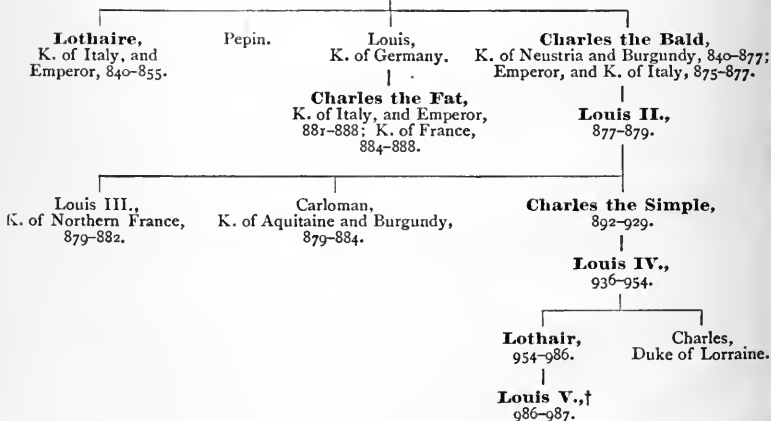 Lothaire,
K. of Italy, and
Emperor, 840–855.
Pepin.
Louis,
K. of Germany.
Charles the Fat,
K. of Italy, and Emperor,
881–888; K. of France,
884–888.
Charles the Bald,
K. of Neustria and Burgundy, 840–877;
Emperor, and K. of Italy, 875–877.
Louis II.,
877–879.
Louis III.,
K. of Northern France,
879–882.
Carloman,
K. of Aquitaine and Burgundy,
879–884.
Charles the Simple,
892–929.
Louis IV.,
936–954.
Lothair,
954–986.
Charles,
Duke of Lorraine.
Louis V.,†
986–987.